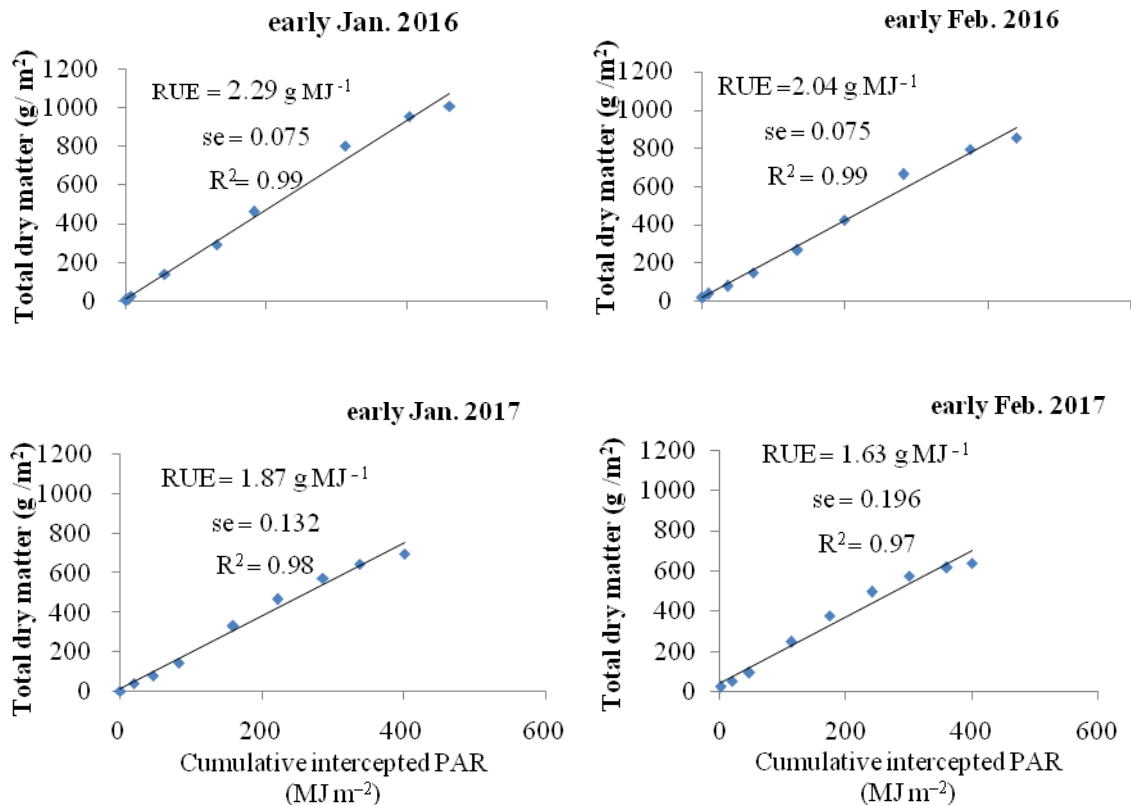 early Jan. 2016
Total dry matter (g/ m²)
1200
1000
800
600
400
200
0
RUE = 2.29 g MJ⁻¹
se = 0.075
R² = 0.99
early Feb. 2016
Total dry matter (g /m²)
1200
1000
800
600
400
200
0
RUE = 2.04 g MJ⁻¹
se = 0.075
R² = 0.99
early Jan. 2017
Total dry matter (g /m²)
1200
1000
800
600
400
200
0
RUE = 1.87 g MJ⁻¹
se = 0.132
R² = 0.98
0 200 400 600
Cumulative intercepted PAR
(MJ m⁻²)
early Feb. 2017
Total dry matter (g /m²)
1200
1000
800
600
400
200
0
RUE = 1.63 g MJ⁻¹
se = 0.196
R² = 0.97
0 200 400 600
Cumulative intercepted PAR
(MJ m⁻²)